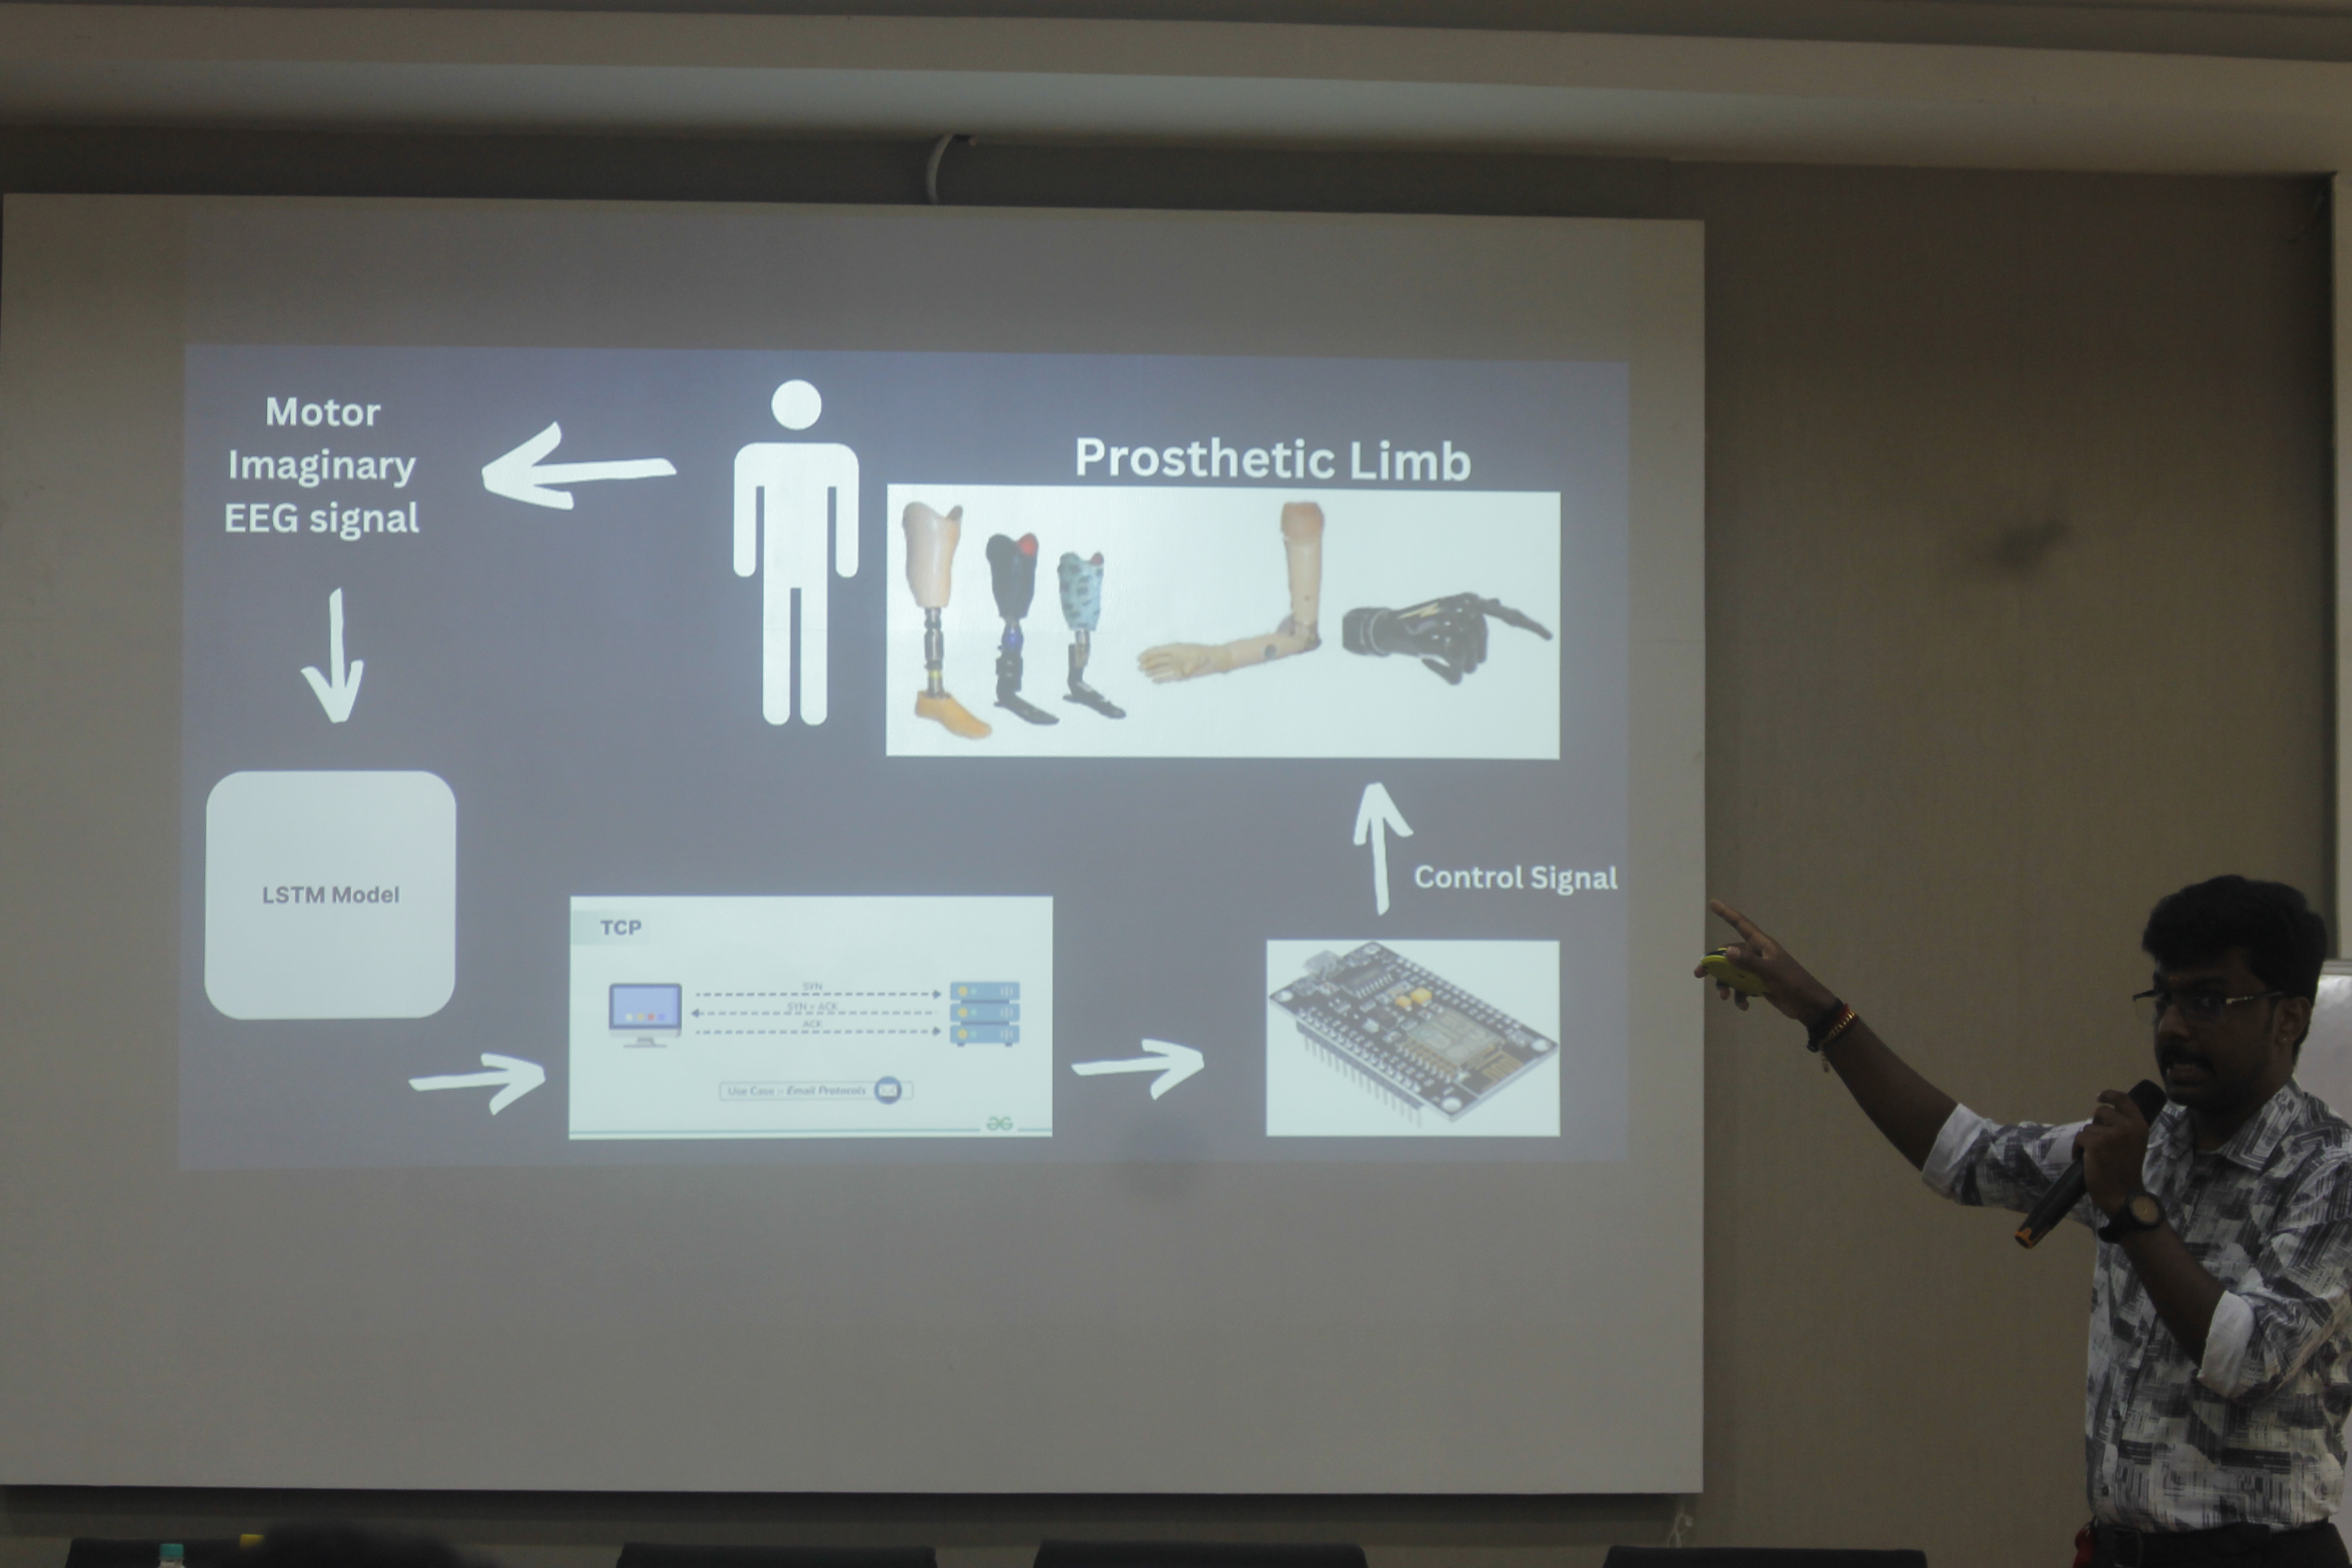 Motor
Imaginary
EEG signal
Prosthetic Limb
LSTM Model
TCP
SYN
SYN + ACK
ACK
Use Case :- Email Protocols
Control Signal